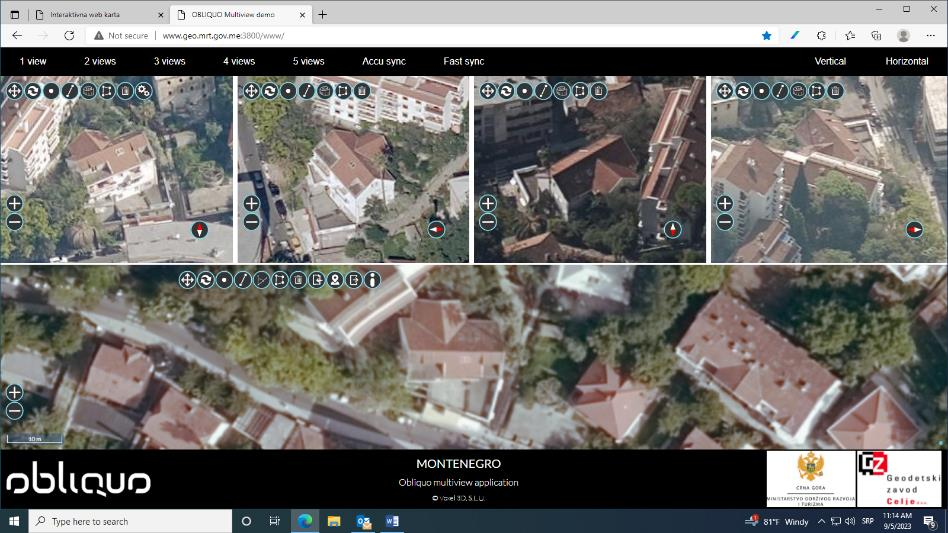 Interaktivna web karta
OBLIQUO Multiview demo
Not secure
www.geo.mrt.gov.me:3800/www/
1 view 2 views 3 views 4 views 5 views Accu sync Fast sync Vertical Horizontal
10 m
obliquo
MONTENEGRO
Obliquo multiview application
© Voxel 3D, S.L.U.
CRNA GORA
MINISTARSTVO ODRŽIVOG RAZVOJA
I TURIZMA
GZ
Geodetski
zavod
Celje d.o.o.
Type here to search
81°F Windy
SRP
11:14 AM
9/5/2023